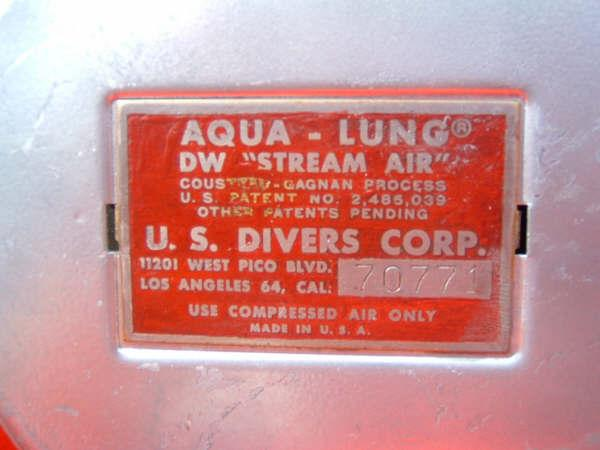 AQUA - LUNG®
DW "STREAM AIR"
COUSTEAU-GAGNAN PROCESS
U. S. PATENT NO. 2,485,039
OTHER PATENTS PENDING
U. S. DIVERS CORP.
11201 WEST PICO BLVD.
LOS ANGELES 64, CAL: 70771
USE COMPRESSED AIR ONLY
MADE IN U. S. A.